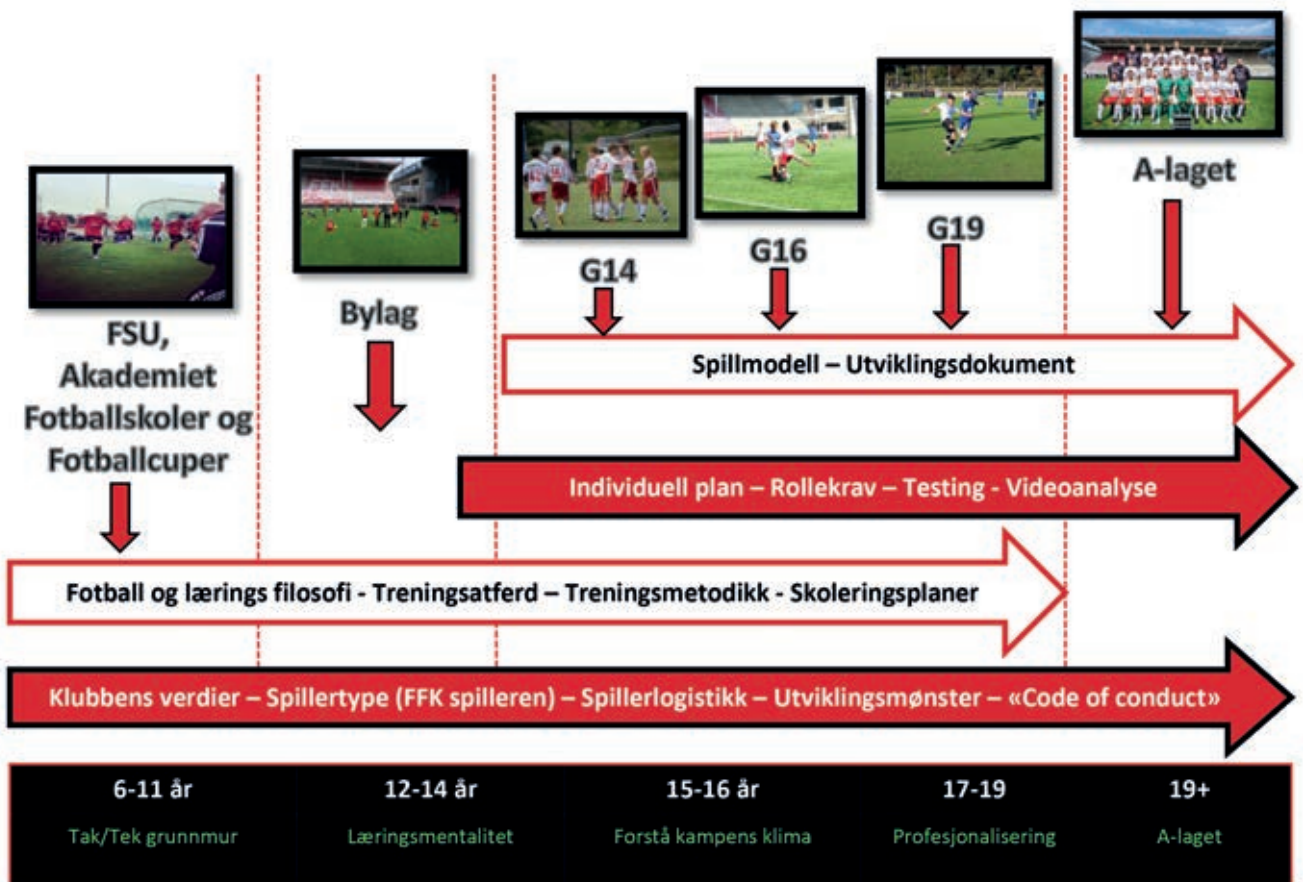 FSU,
Akademiet
Fotballskoler og
Fotballcuper
Bylag
G14
G16
G19
A-laget
Spillmodell – Utviklingsdokument
Individuell plan – Rollekrav – Testing - Videoanalyse
Fotball og lærings filosofi - Treningsatferd – Treningsmetodikk - Skoleringsplaner
Klubbens verdier – Spillertype (FFK spilleren) – Spillerlogistikk – Utviklingsmønster – «Code of conduct»
6-11 år
Tak/Tek grunnmur
12-14 år
Læringsmentalitet
15-16 år
Forstå kampens klima
17-19
Profesjonalisering
19+
A-laget